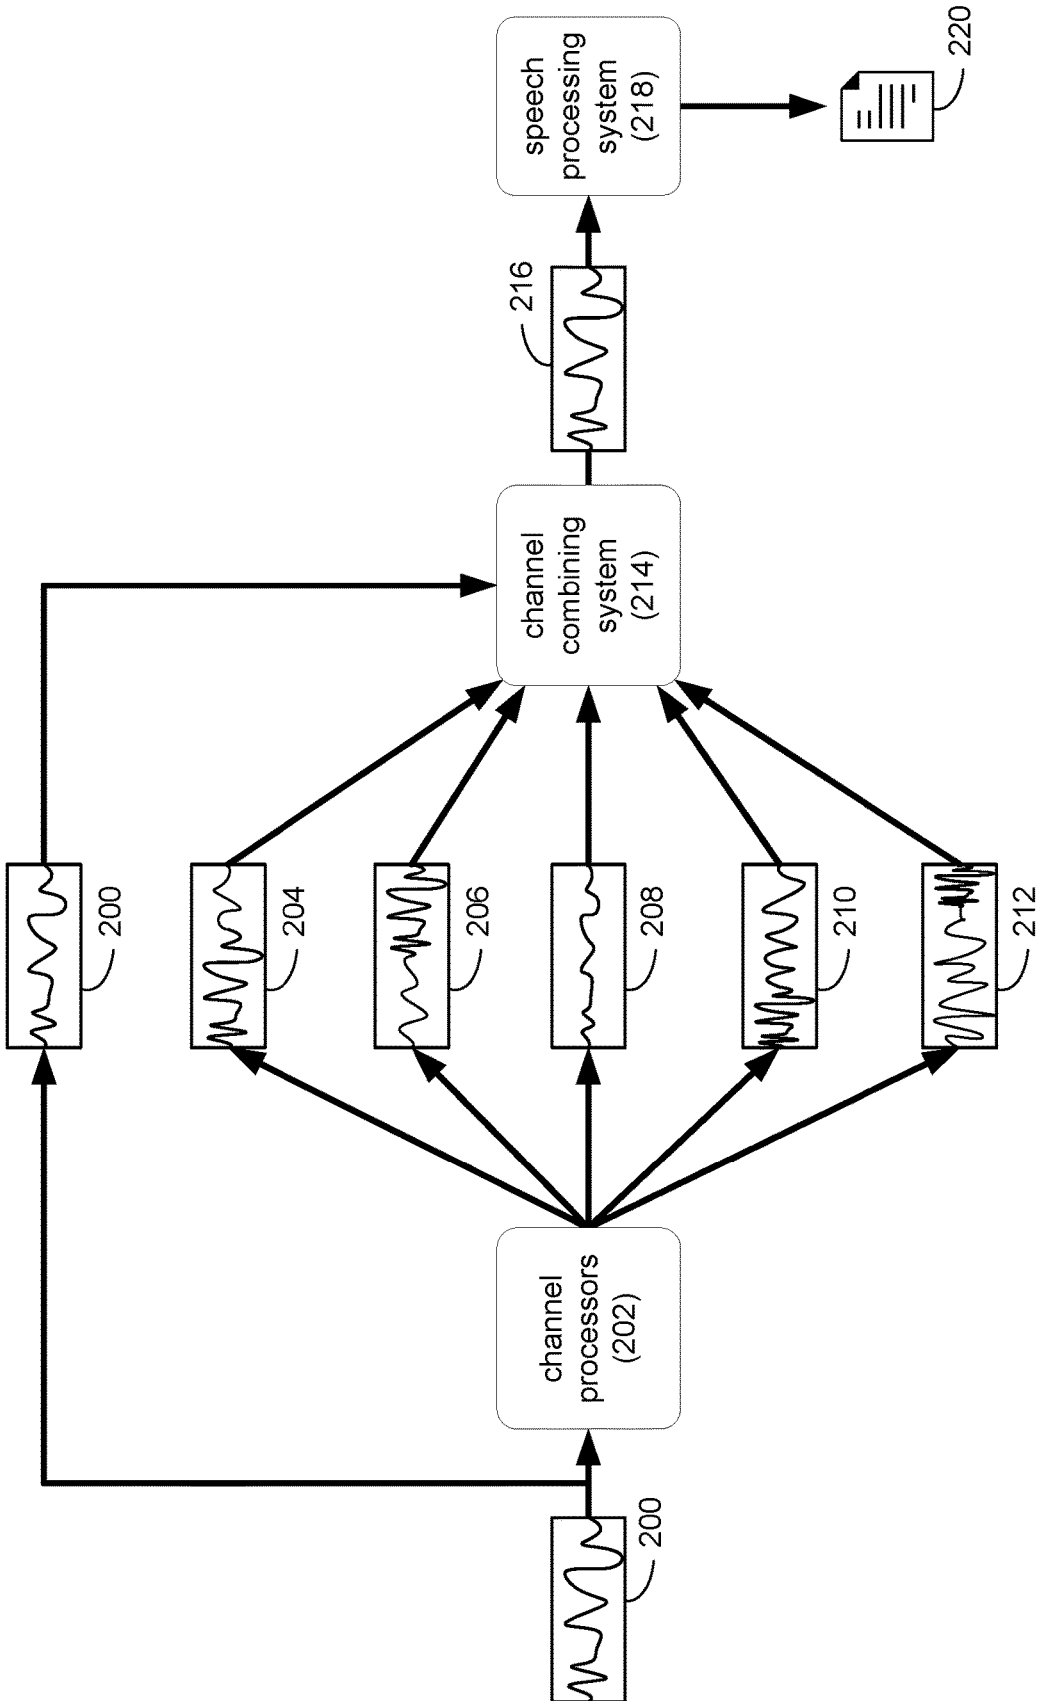 200
channel
processors
(202)
200
204
206
208
210
212
channel
combining
system
(214)
216
speech
processing
system
(218)
220